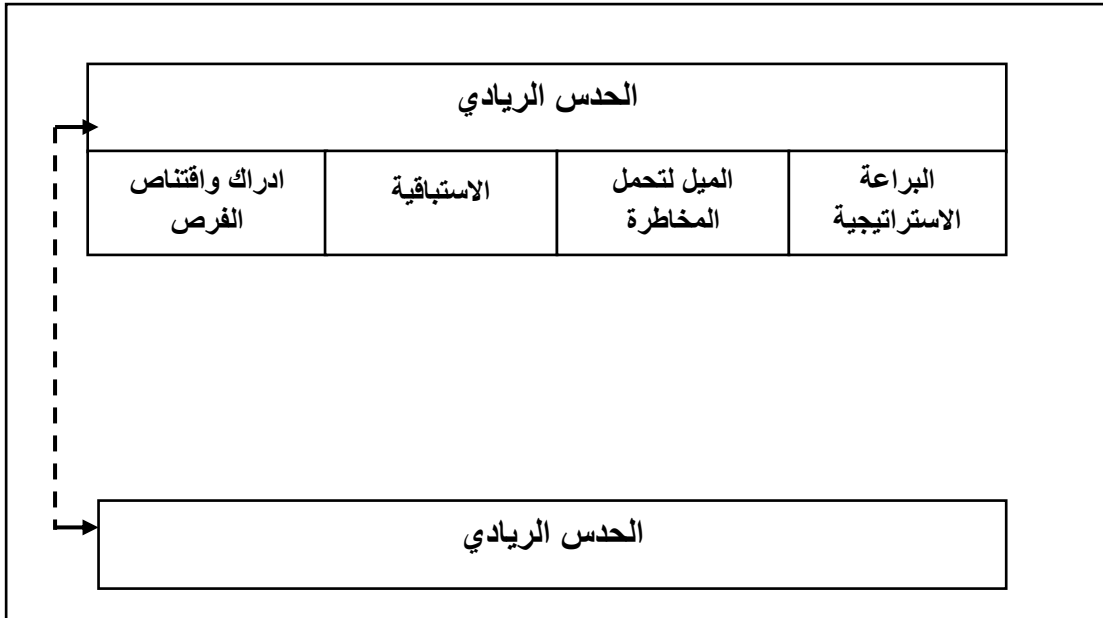 الحدس الريادي
البراعة
الاستراتيجية
الميل لتحمل
المخاطرة
الاستباقية
ادراك واقتناص
الفرص
الحدس الريادي